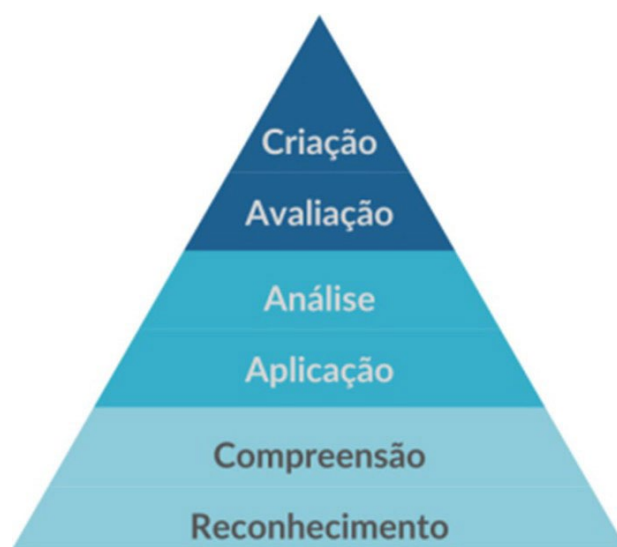 Criação
Avaliação
Análise
Aplicação
Compreensão
Reconhecimento